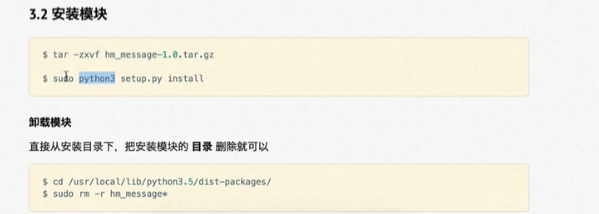 3.2 安装模块
$ tar -zxvf hm_message-1.0.tar.gz
$ sudo python3 setup.py install
卸载模块
直接从安装目录下，把安装模块的 目录 删除就可以
$ cd /usr/local/lib/python3.5/dist-packages/
$ sudo rm -r hm_message*